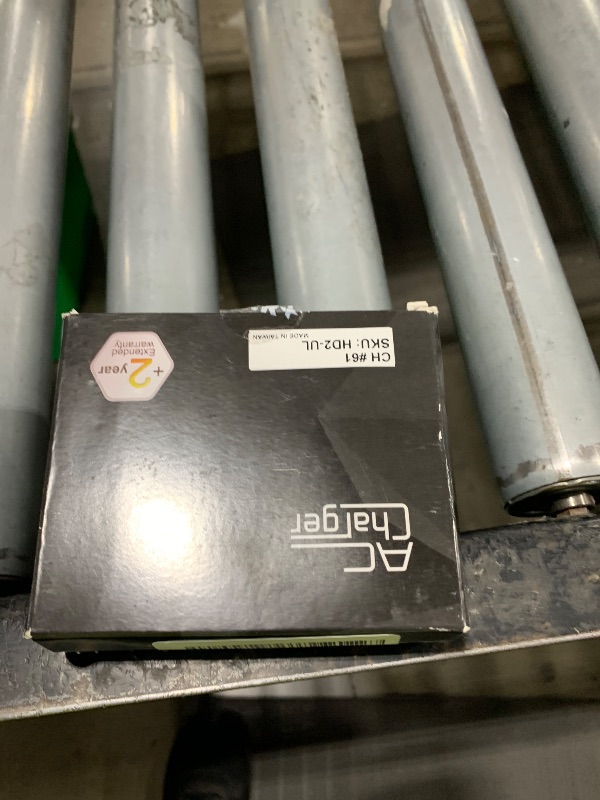 AC
Charger
CH #61
SKU: HD2-UL
MADE IN TAIWAN
+2 year
Extended
warranty